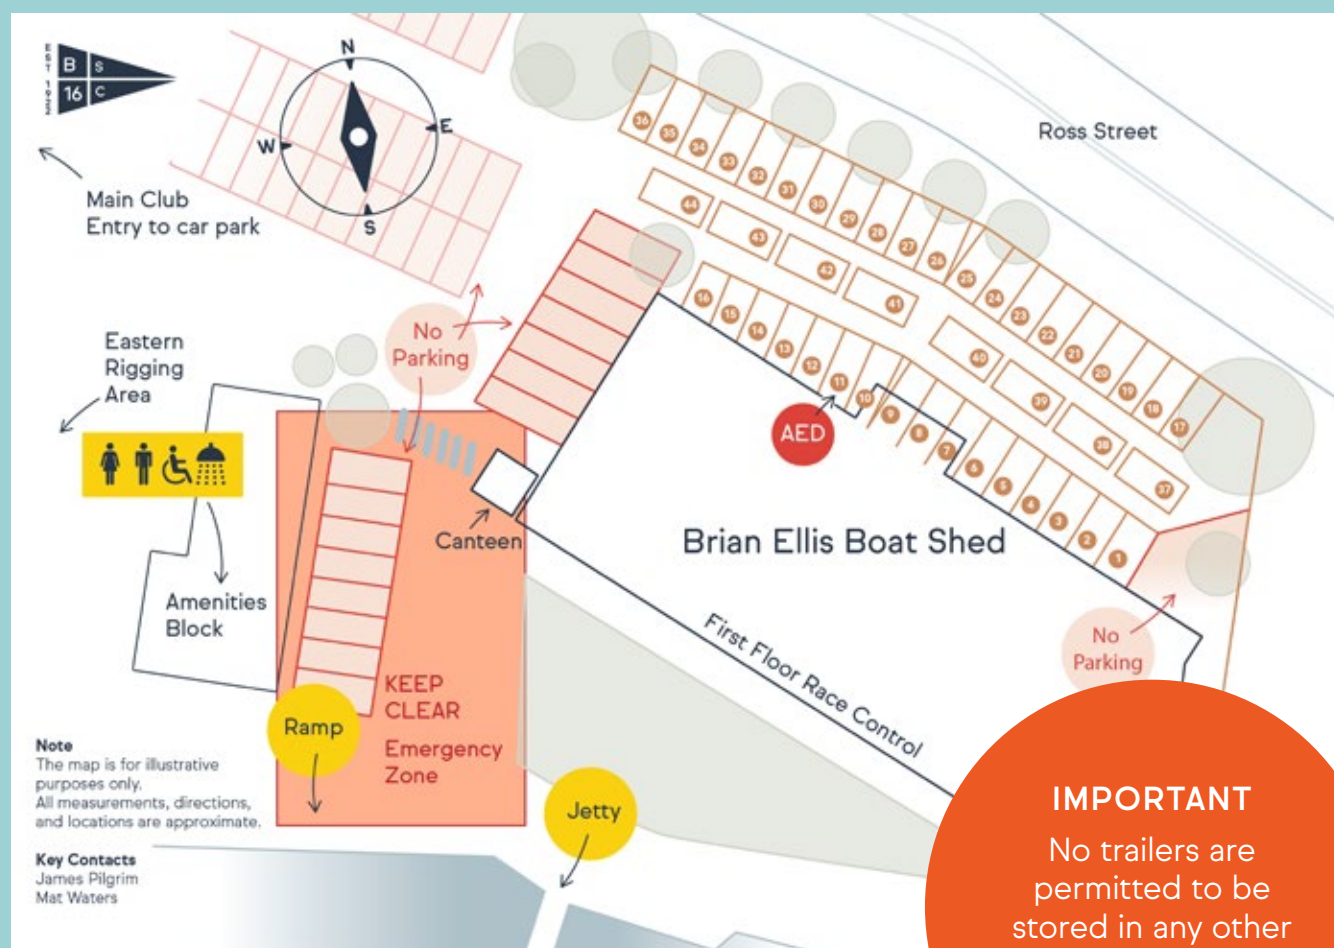 EST 1922
B S
16 C
N
E
W
S
Main Club
Entry to car park
Ross Street
36
35
34
33
32
31
30
29
28
27
26
25
24
23
22
21
20
19
18
17
44
43
42
41
40
39
38
37
16
15
14
13
12
11
10
9
8
7
6
5
4
3
2
1
No
Parking
Eastern
Rigging
Area
AED
Canteen
Brian Ellis Boat Shed
Amenities
Block
First Floor Race Control
No
Parking
KEEP
CLEAR
Emergency
Zone
Ramp
Jetty
Note
The map is for illustrative
purposes only.
All measurements, directions,
and locations are approximate.
Key Contacts
James Pilgrim
Mat Waters
IMPORTANT
No trailers are
permitted to be
stored in any other